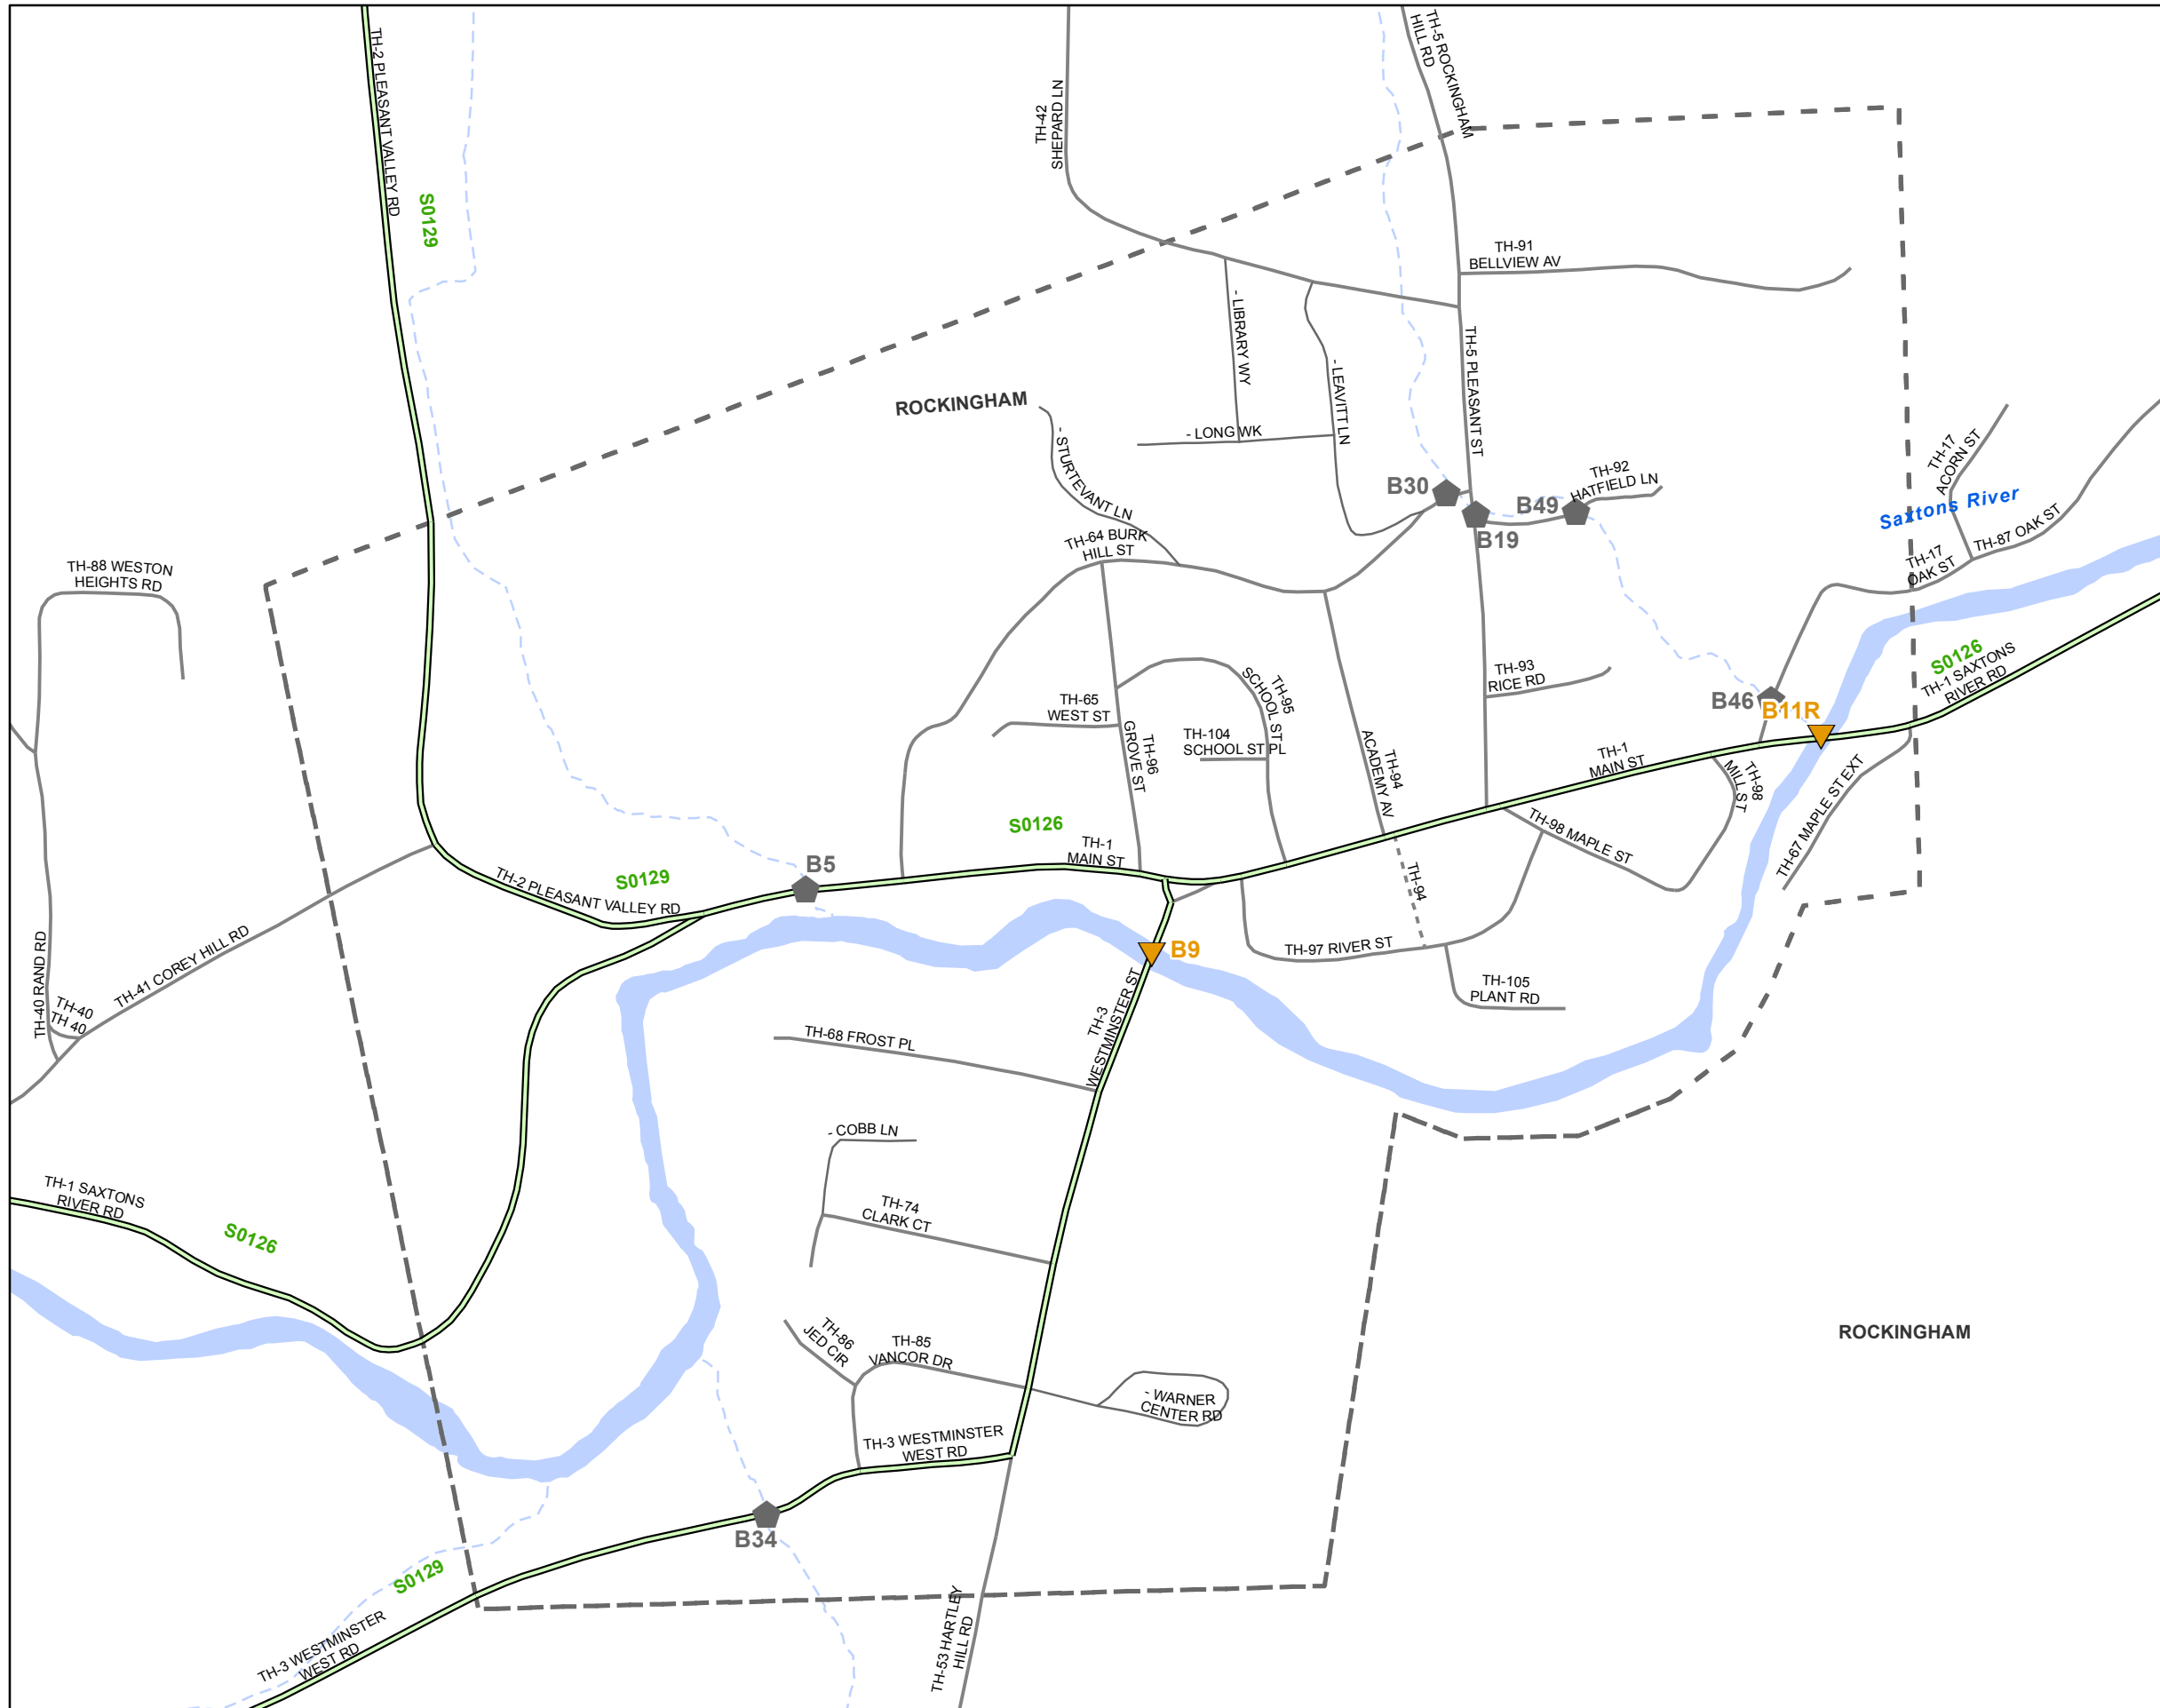 TH-2 PLEASANT VALLEY RD
S0129
TH-42
SHEPARD LN
TH-5 ROCKINGHAM
HILL RD
TH-91
BELLVIEW AV
- LIBRARY WY
- LEAVITT LN
TH-5 PLEASANT ST
ROCKINGHAM
- LONG WK
- STURTEVANT LN
TH-17
ACORN ST
B30
B49
TH-92
HATFIELD LN
Saxtons River
B19
TH-64 BURK
HILL ST
TH-87 OAK ST
TH-17
OAK ST
TH-88 WESTON
HEIGHTS RD
S0126
TH-1 SAXTONS
RIVER RD
TH-93
RICE RD
TH-95
SCHOOL ST
TH-65
WEST ST
B46
B11R
TH-96
GROVE ST
TH-104
SCHOOL ST PL
TH-94
ACADEMY AV
TH-1
MAIN ST
TH-98
MILL ST
TH-67 MAPLE ST EXT
S0126
TH-1
MAIN ST
TH-98 MAPLE ST
B5
S0129
TH-2 PLEASANT VALLEY RD
TH-94
TH-40 RAND RD
TH-41 COREY HILL RD
B9
TH-97 RIVER ST
TH-105
PLANT RD
TH-40
TH 40
TH-3
WESTMINSTER ST
TH-68 FROST PL
- COBB LN
TH-1 SAXTONS
RIVER RD
S0126
TH-74
CLARK CT
ROCKINGHAM
TH-86
JED CIR
TH-85
VANCOR DR
- WARNER
CENTER RD
TH-3 WESTMINSTER
WEST RD
B34
S0129
TH-3 WESTMINSTER
WEST RD
TH-53 HARTLEY
HILL RD